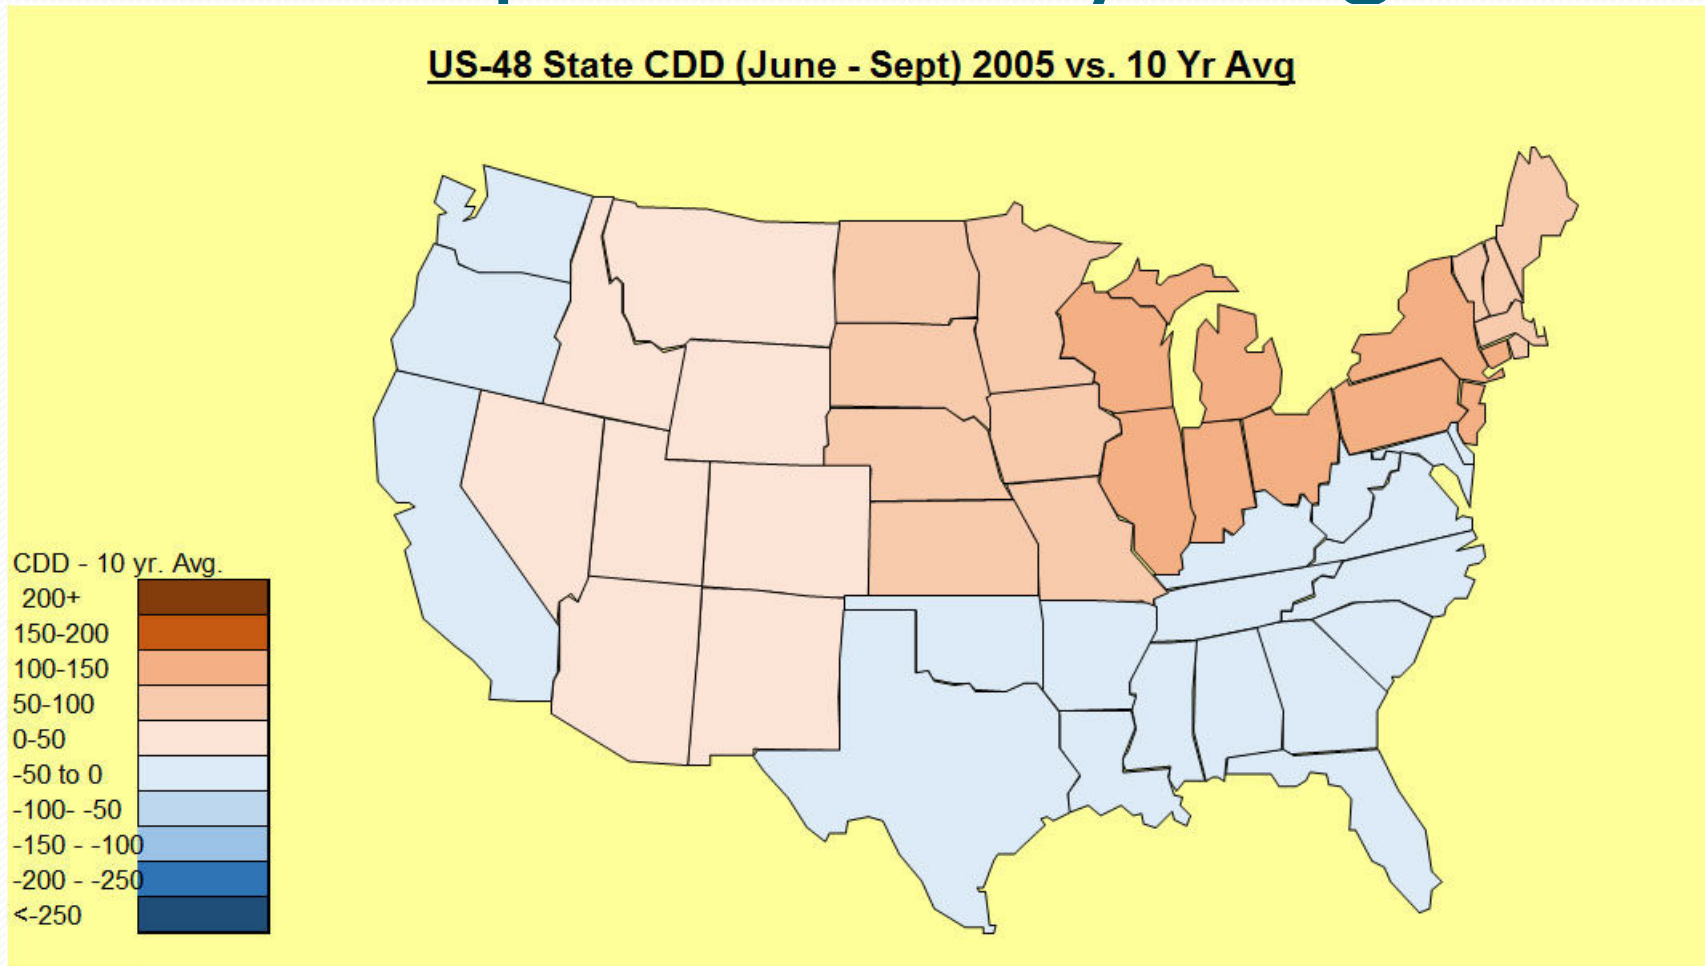 US-48 State CDD (June - Sept) 2005 vs. 10 Yr Avg
CDD - 10 yr. Avg.
200+
150-200
100-150
50-100
0-50
-50 to 0
-100- -50
-150 - -100
-200 - -250
<-250